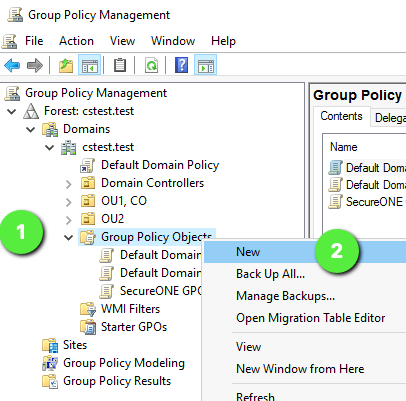 Group Policy Management
File Action View Window Help
Group Policy Management
Forest: cstest.test
Domains
cstest.test
Default Domain Policy
Domain Controllers
OU1, CO
OU2
1
Group Policy Objects
Default Domain
Default Domain
SecureONE GPO
WMI Filters
Starter GPOs
Sites
Group Policy Modeling
Group Policy Results
Group Policy
Contents Delega
Name
Default Doma
Default Doma
SecureONE GP
New
2
Back Up All...
Manage Backups...
Open Migration Table Editor
View
New Window from Here
Refresh